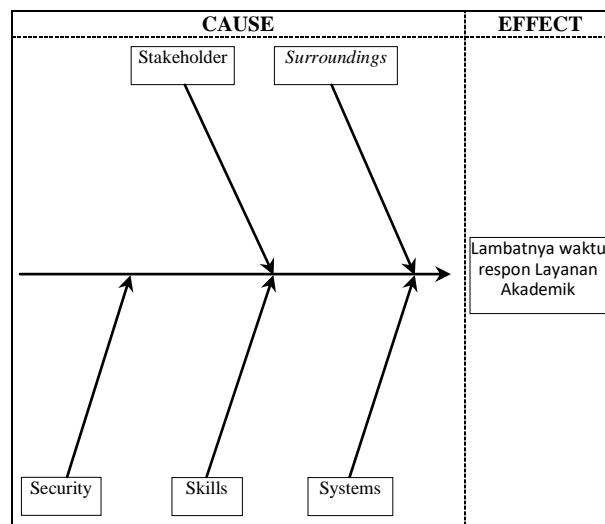 CAUSE
EFFECT
Stakeholder
Surroundings
Lambatnya waktu
respon Layanan
Akademik
Security
Skills
Systems